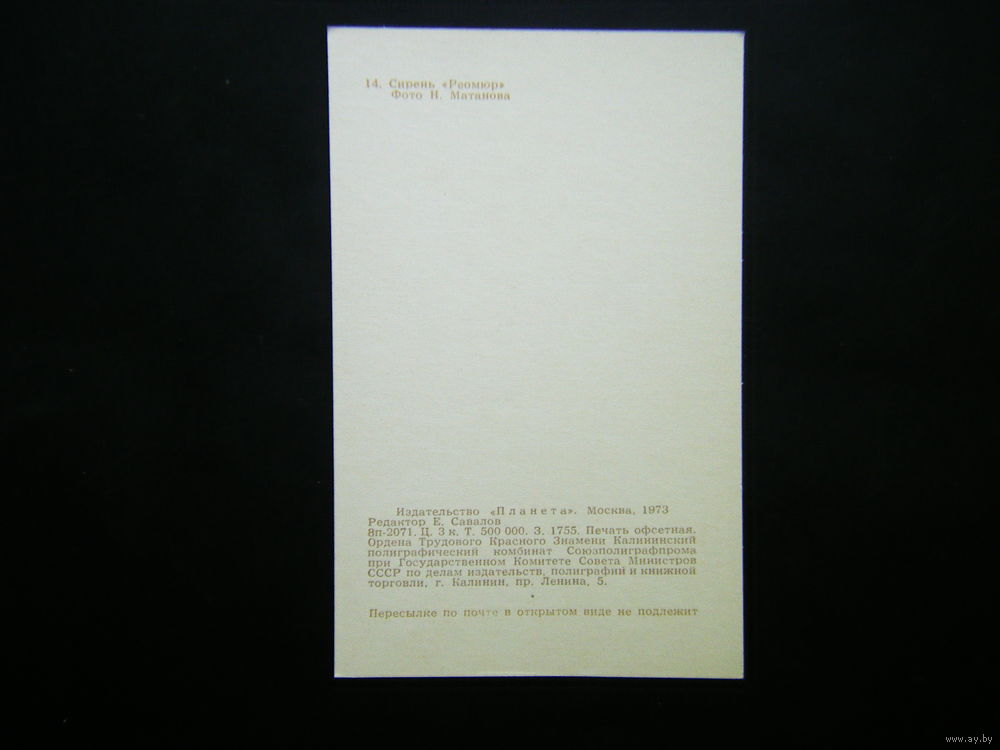 14. Сирень «Реомюр»
Фото Н. Матанова
Издательство «Планета». Москва, 1973
Редактор Е. Савалов
8п-2071. Ц. 3 к. Т. 500 000. З. 1755. Печать офсетная.
Ордена Трудового Красного Знамени Калининский
полиграфический комбинат Союзполиграфпрома
при Государственном Комитете Совета Министров
СССР по делам издательств, полиграфии и книжной
торговли, г. Калинин, пр. Ленина, 5.
Пересылке по почте в открытом виде не подлежит
www.ay.by